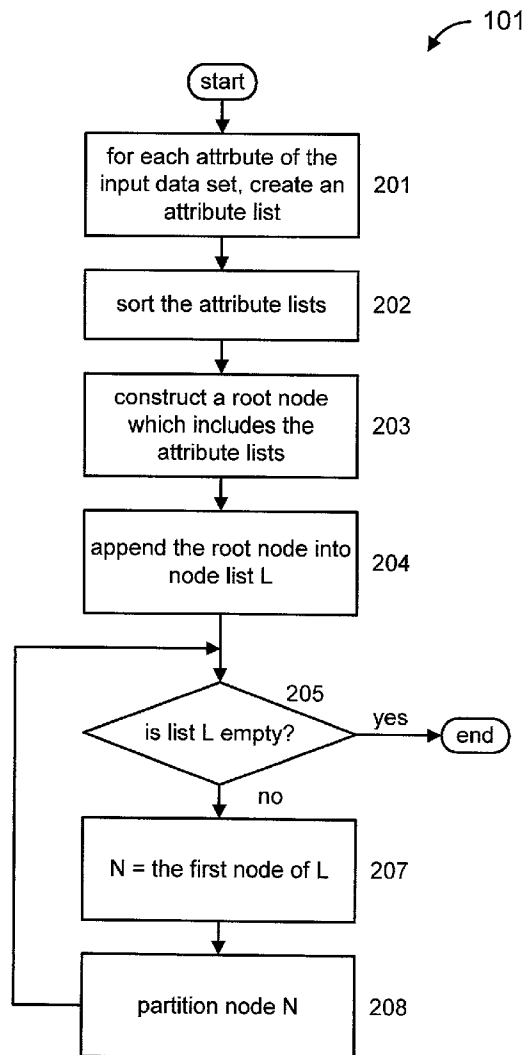 101
start
for each attrbute of the
input data set, create an
attribute list
201
sort the attribute lists
202
construct a root node
which includes the
attribute lists
203
append the root node into
node list L
204
205
is list L empty?
yes
end
no
N = the first node of L
207
partition node N
208